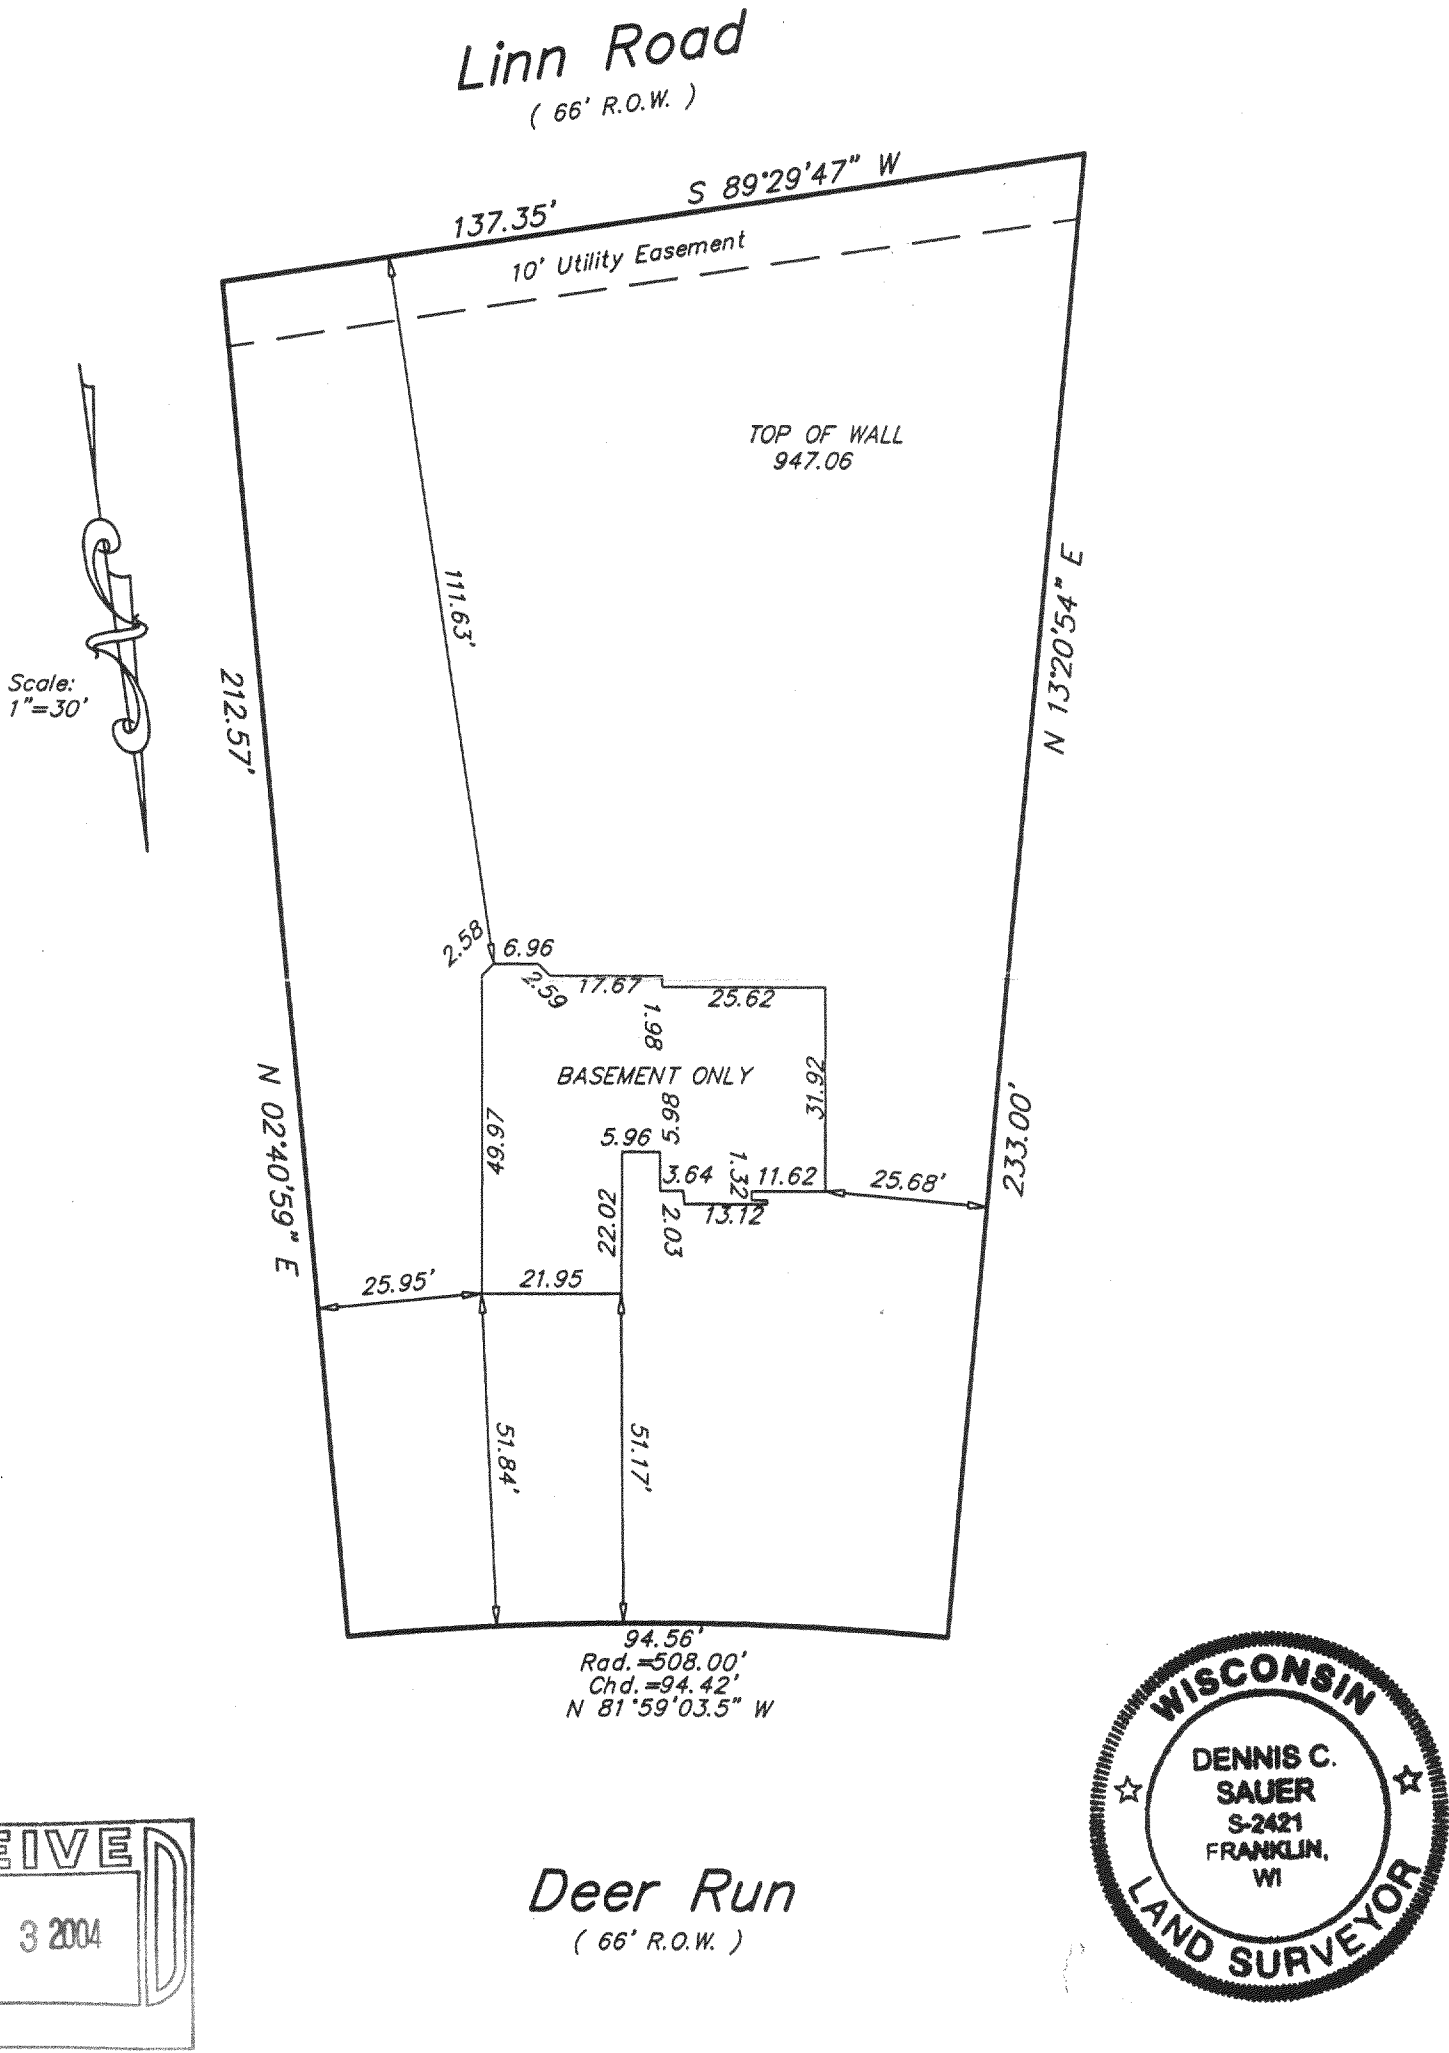 Linn Road
( 66' R.O.W. )
S 89°29'47" W
137.35'
10' Utility Easement
TOP OF WALL
947.06
111.63'
N 13°20'54" E
212.57'
Scale:
1"=30'
2.58
6.96
2.59
17.67
25.62
1.98
BASEMENT ONLY
31.92
46.97
5.98
5.96
3.64
1.32
11.62
25.68'
233.00'
N 02°40'59" E
22.02
2.03
13.12
25.95'
21.95
51.84'
51.17'
94.56'
Rad.=508.00'
Chd.=94.42'
N 81°59'03.5" W
WISCONSIN
DENNIS C.
SAUER
S-2421
FRANKLIN,
WI
LAND SURVEYOR
EIVED
3 2004
Deer Run
( 66' R.O.W. )